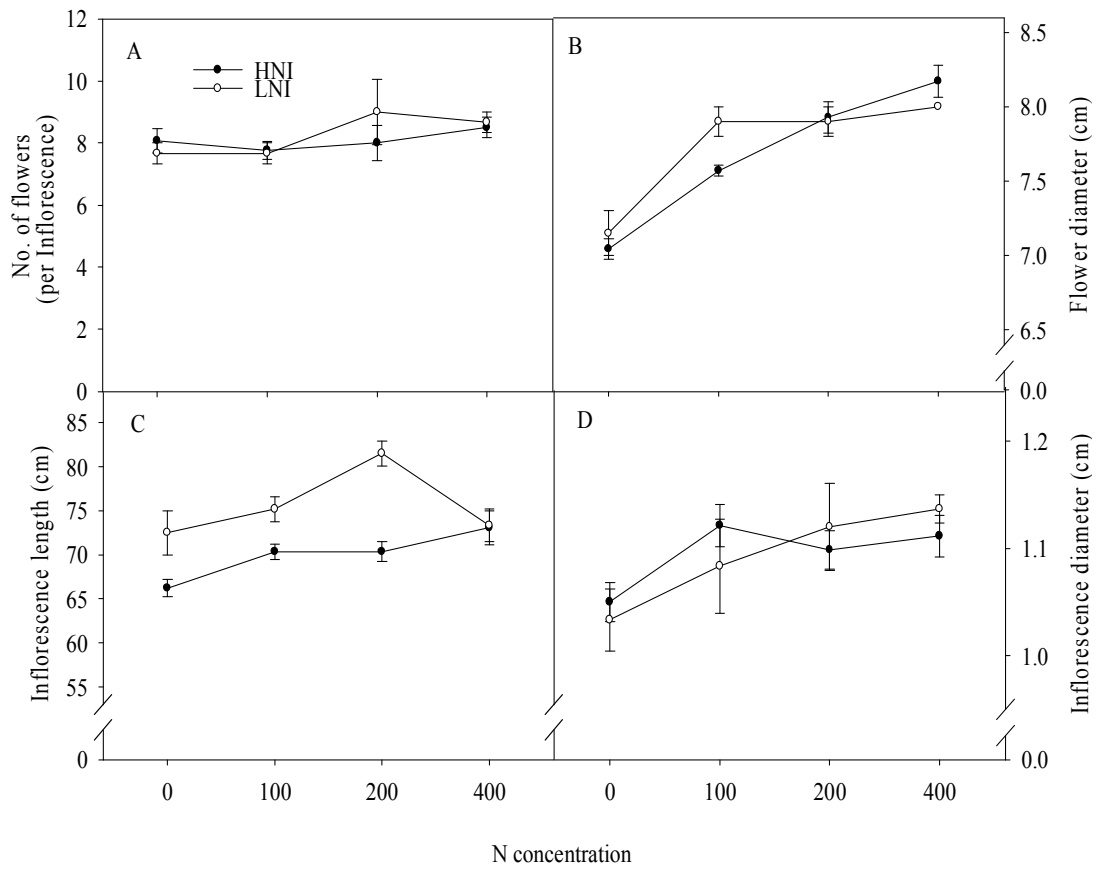 A
HNI
LNI
No. of flowers
(per Inflorescence)
12
10
8
6
4
2
0
B
8.5
8.0
7.5
7.0
6.5
0.0
Flower diameter (cm)
C
Inflorescence length (cm)
85
80
75
70
65
60
55
0
D
1.2
1.1
1.0
0.0
Inflorescence diameter (cm)
0 100 200 400
0 100 200 400
N concentration